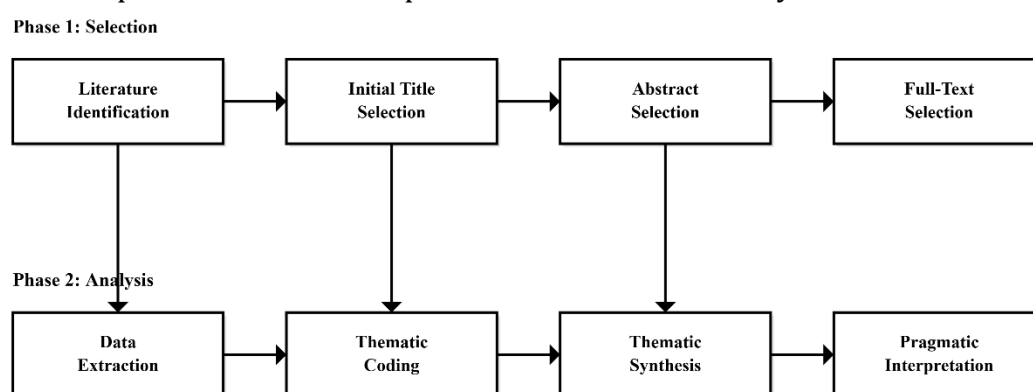 Phase 1: Selection
Literature
Identification
Initial Title
Selection
Abstract
Selection
Full-Text
Selection
Phase 2: Analysis
Data
Extraction
Thematic
Coding
Thematic
Synthesis
Pragmatic
Interpretation